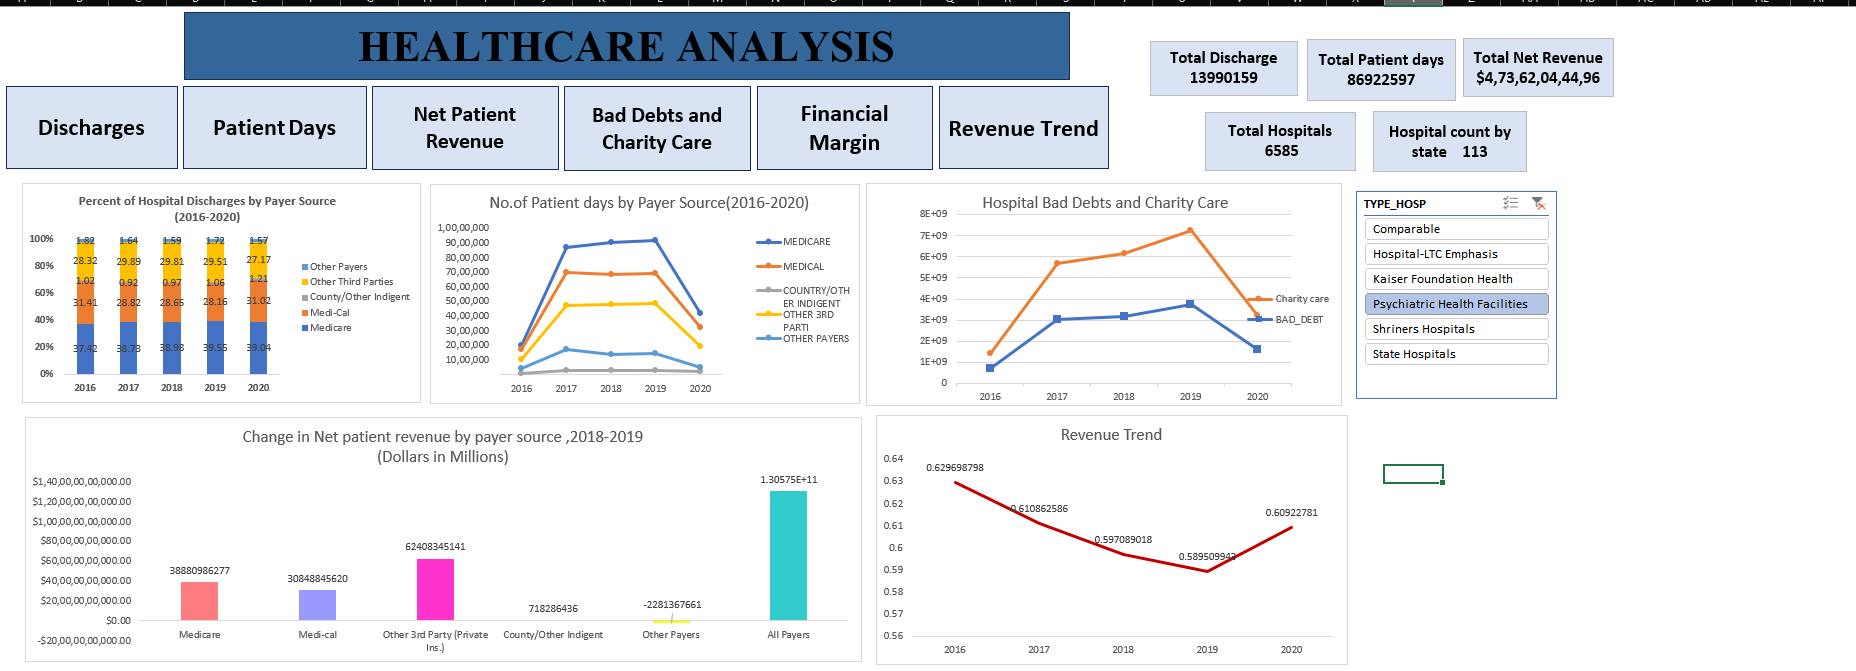 HEALTHCARE ANALYSIS
Total Discharge
13990159
Total Patient days
86922597
Total Net Revenue
$4,73,62,04,44,96
Discharges
Patient Days
Net Patient
Revenue
Bad Debts and
Charity Care
Financial
Margin
Revenue Trend
Total Hospitals
6585
Hospital count by
state 113
Percent of Hospital Discharges by Payer Source
(2016-2020)
100%
80%
60%
40%
20%
0%
1.82 1.64 1.59 1.72 1.57
28.32 29.89 29.81 29.51 27.17
1.02 0.92 0.97 1.06 1.21
31.41 28.82 28.65 28.16 31.02
37.42 38.73 38.98 39.55 39.04
2016 2017 2018 2019 2020
Other Payers
Other Third Parties
County/Other Indigent
Medi-Cal
Medicare
No.of Patient days by Payer Source(2016-2020)
1,00,00,000
90,00,000
80,00,000
70,00,000
60,00,000
50,00,000
40,00,000
30,00,000
20,00,000
10,00,000
2016 2017 2018 2019 2020
MEDICARE
MEDICAL
COUNTRY/OTH
ER INDIGENT
OTHER 3RD
PARTI
OTHER PAYERS
Hospital Bad Debts and Charity Care
8E+09
7E+09
6E+09
5E+09
4E+09
3E+09
2E+09
1E+09
0
2016 2017 2018 2019 2020
Charity care
BAD_DEBT
TYPE_HOSP
Comparable
Hospital-LTC Emphasis
Kaiser Foundation Health
Psychiatric Health Facilities
Shriners Hospitals
State Hospitals
Change in Net patient revenue by payer source ,2018-2019
(Dollars in Millions)
$1,40,00,00,00,000.00
$1,20,00,00,00,000.00
$1,00,00,00,00,000.00
$80,00,00,00,000.00
$60,00,00,00,000.00
$40,00,00,00,000.00
$20,00,00,00,000.00
$0.00
-$20,00,00,00,000.00
38880986277
30848845620
62408345141
718286436
-2281367661
1.30575E+11
Medicare
Medi-cal
Other 3rd Party (Private
Ins.)
County/Other Indigent
Other Payers
All Payers
Revenue Trend
0.64
0.63
0.62
0.61
0.6
0.59
0.58
0.57
0.56
0.629698798
0.610862586
0.597089018
0.60922781
2016 2017 2018 2019 2020